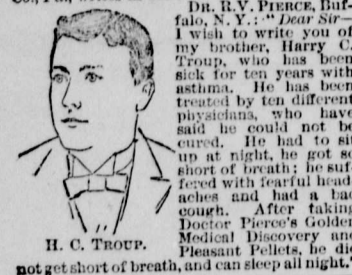 DR. R.V. PIERCE, Buf-
falo, N. Y.: "Dear Sir—
I wish to write you of
my brother, Harry C.
Troup, who has been
sick for ten years with
asthma. He has been
treated by ten different
physicians, who have
said he could not be
cured. He had to sit
up at night, he got so
short of breath; he suf-
fered with fearful head-
aches and had a bad
cough. After taking
Doctor Pierce's Golden
Medical Discovery and
Pleasant Pellets, he did
H. C. TROUP.
not get short of breath, and can sleep all night."